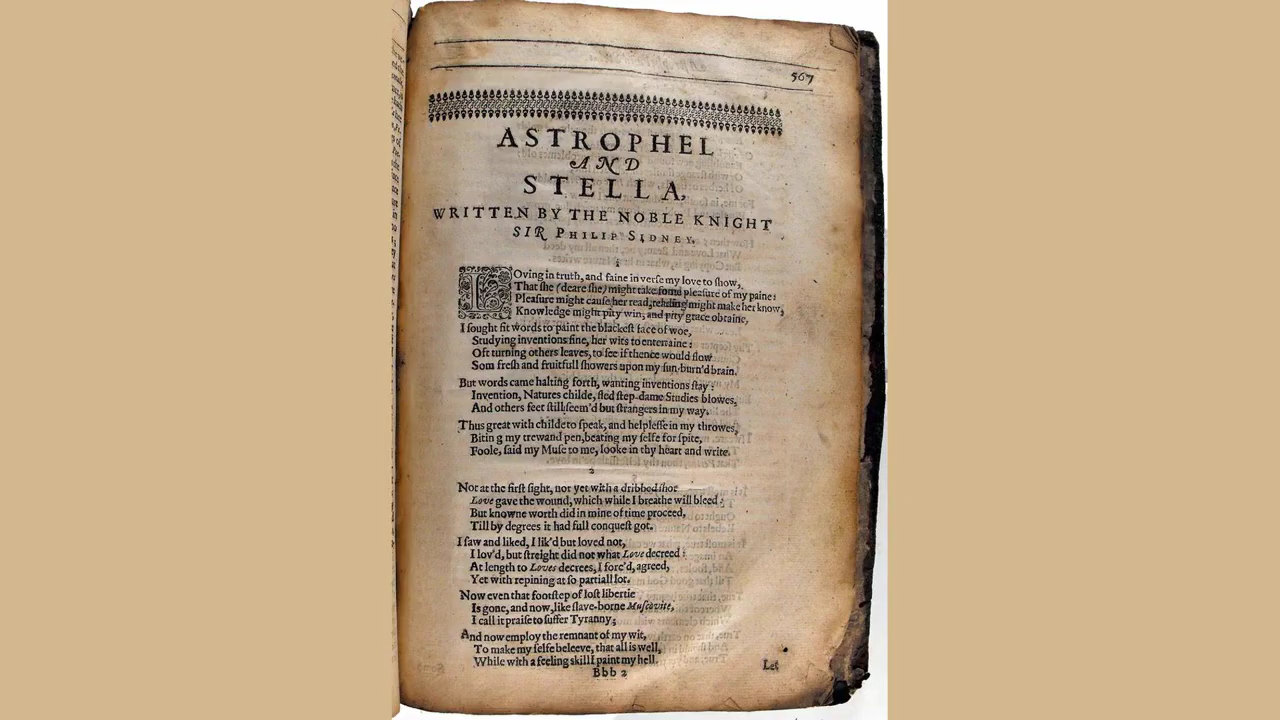 567
ASTROPHEL
AND
STELLA,
WRITTEN BY THE NOBLE KNIGHT
SIR PHILIP SIDNEY.
1
LOving in truth, and faine in verse my love to show,
That she (deare she) might take some pleasure of my paine:
Pleasure might cause her read, reading might make her know,
Knowledge might pity win, and pity grace obtaine,
I sought fit words to paint the blackest face of woe,
Studying inventions fine, her wits to entertaine:
Oft turning others leaves, to see if thence would flow
Som fresh and fruitfull showers upon my sun-burn'd brain.
But words came halting forth, wanting inventions stay:
Invention, Natures childe, fled step-dame Studies blowes,
And others feet still seem'd but strangers in my way.
Thus great with childe to speak, and helplesse in my throwes,
Biting my trewand pen, beating my selfe for spite,
Foole, said my Muse to me, looke in thy heart and write.
2
Not at the first sight, nor yet with a dribbed shot
Love gave the wound, which while I breathe will bleed:
But knowne worth did in mine of time proceed,
Till by degrees it had full conquest got.
I saw and liked, I lik'd but loved not,
I lov'd, but streight did not what Love decreed:
At length to Loves decrees, I forc'd, agreed,
Yet with repining at so partiall lot.
Now even that footstep of lost libertie
Is gone, and now, like slave-borne Muscovite,
I call it praise to suffer Tyranny;
And now employ the remnant of my wit,
To make my selfe beleeve, that all is well,
While with a feeling skill I paint my hell.
Bbb 2
Let